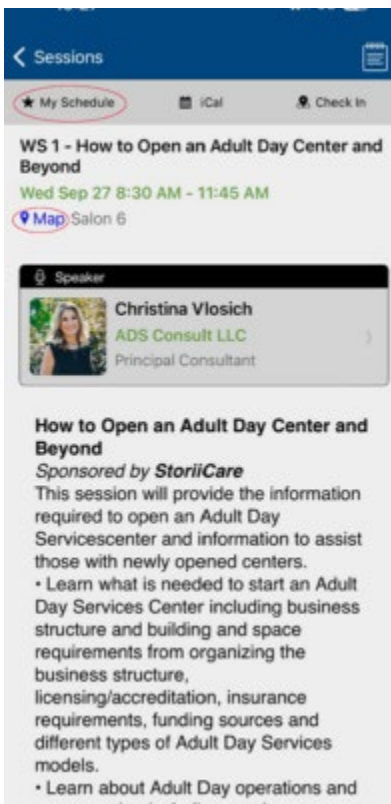 Sessions
My Schedule iCal Check In
WS 1 - How to Open an Adult Day Center and
Beyond
Wed Sep 27 8:30 AM - 11:45 AM
Map Salon 6
Speaker
Christina Vlosich
ADS Consult LLC
Principal Consultant
How to Open an Adult Day Center and
Beyond
Sponsored by StoriiCare
This session will provide the information
required to open an Adult Day
Servicescenter and information to assist
those with newly opened centers.
• Learn what is needed to start an Adult
Day Services Center including business
structure and building and space
requirements from organizing the
business structure,
licensing/accreditation, insurance
requirements, funding sources and
different types of Adult Day Services
models.
• Learn about Adult Day operations and